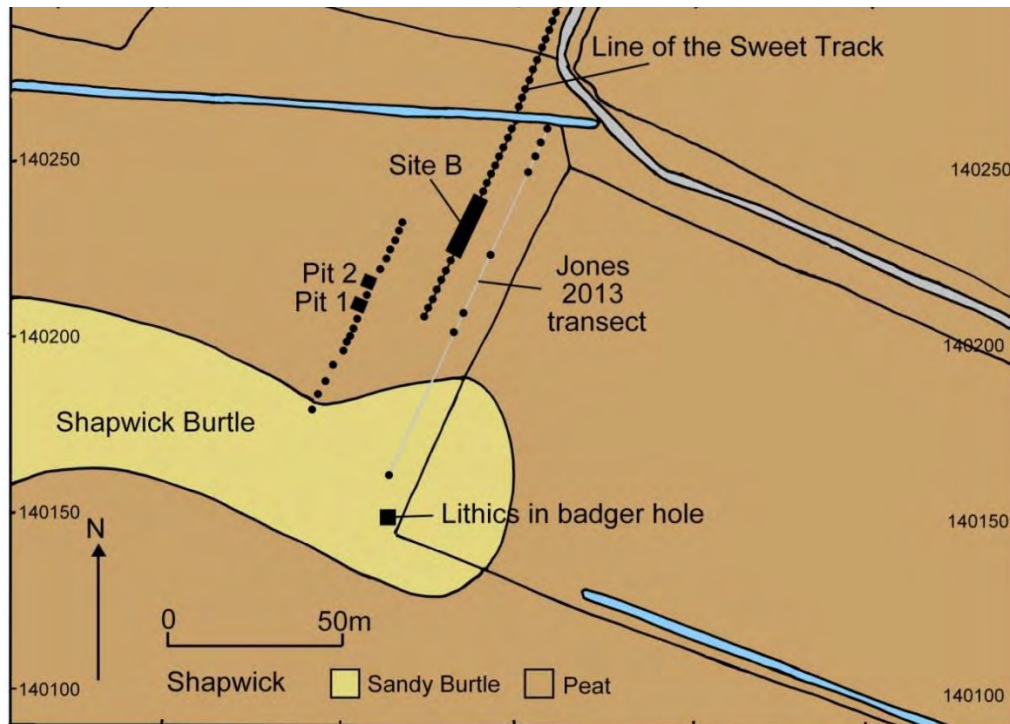 Line of the Sweet Track
140250
140250
Site B
Pit 2
Pit 1
Jones
2013
transect
140200
140200
Shapwick Burtle
Lithics in badger hole
140150
140150
N
0
50m
Shapwick
Sandy Burtle
Peat
140100
140100